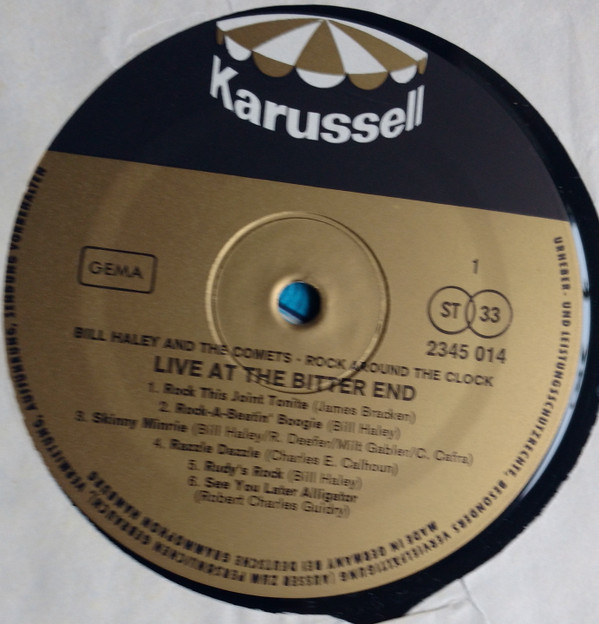 Karussell
GEMA
1
ST 33
2345 014
BILL HALEY AND THE COMETS · ROCK AROUND THE CLOCK
LIVE AT THE BITTER END
1. Rock This Joint Tonite (James Bracken)
2. Rock-A-Beatin' Boogie (Bill Haley)
3. Skinny Minnie (Bill Haley/R. Deefer/Milt Gabler/C. Cafra)
4. Razzle Dazzle (Charles E. Calhoun)
5. Rudy's Rock (Bill Haley)
6. See You Later Alligator
(Robert Charles Guidry)
URHEBER- UND LEISTUNGSSCHUTZRECHTE, BESONDERS VERVIELFÄLTIGUNG (AUSSER ZUM PERSÖNLICHEN GEBRAUCH), VERMIETUNG, AUFFÜHRUNG, SENDUNG VORBEHALTEN
MADE IN GERMANY BEI DEUTSCHE GRAMMOPHON HAMBURG